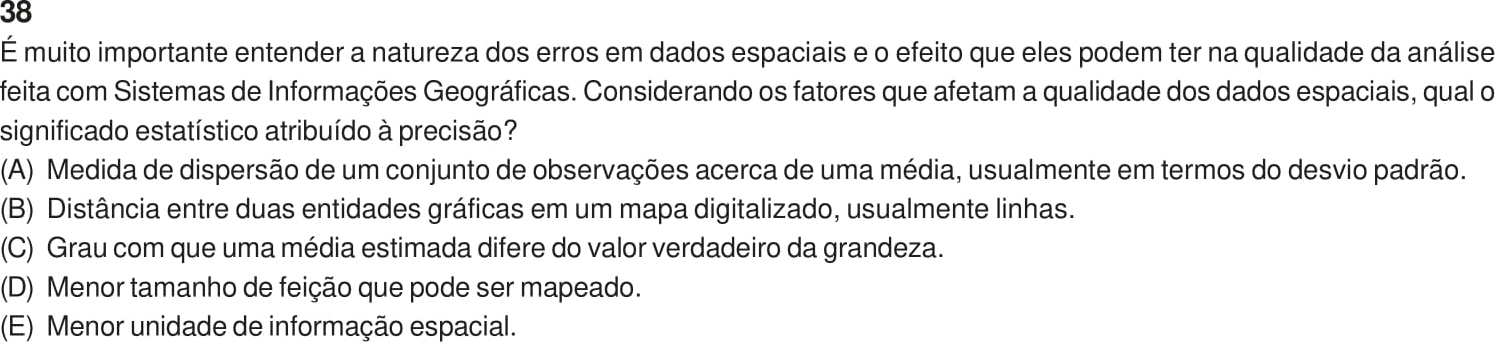 38
É muito importante entender a natureza dos erros em dados espaciais e o efeito que eles podem ter na qualidade da análise
feita com Sistemas de Informações Geográficas. Considerando os fatores que afetam a qualidade dos dados espaciais, qual o
significado estatístico atribuído à precisão?
(A) Medida de dispersão de um conjunto de observações acerca de uma média, usualmente em termos do desvio padrão.
(B) Distância entre duas entidades gráficas em um mapa digitalizado, usualmente linhas.
(C) Grau com que uma média estimada difere do valor verdadeiro da grandeza.
(D) Menor tamanho de feição que pode ser mapeado.
(E) Menor unidade de informação espacial.